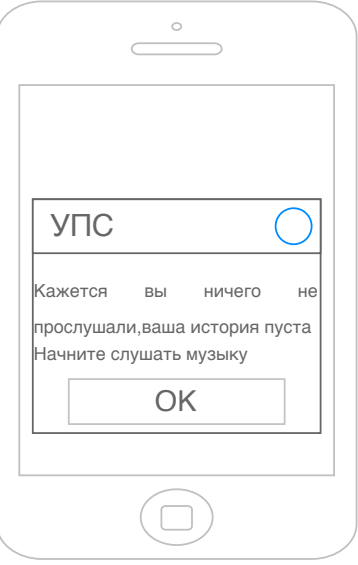 УПС
Кажется вы ничего не
прослушали,ваша история пуста
Начните слушать музыку
OK